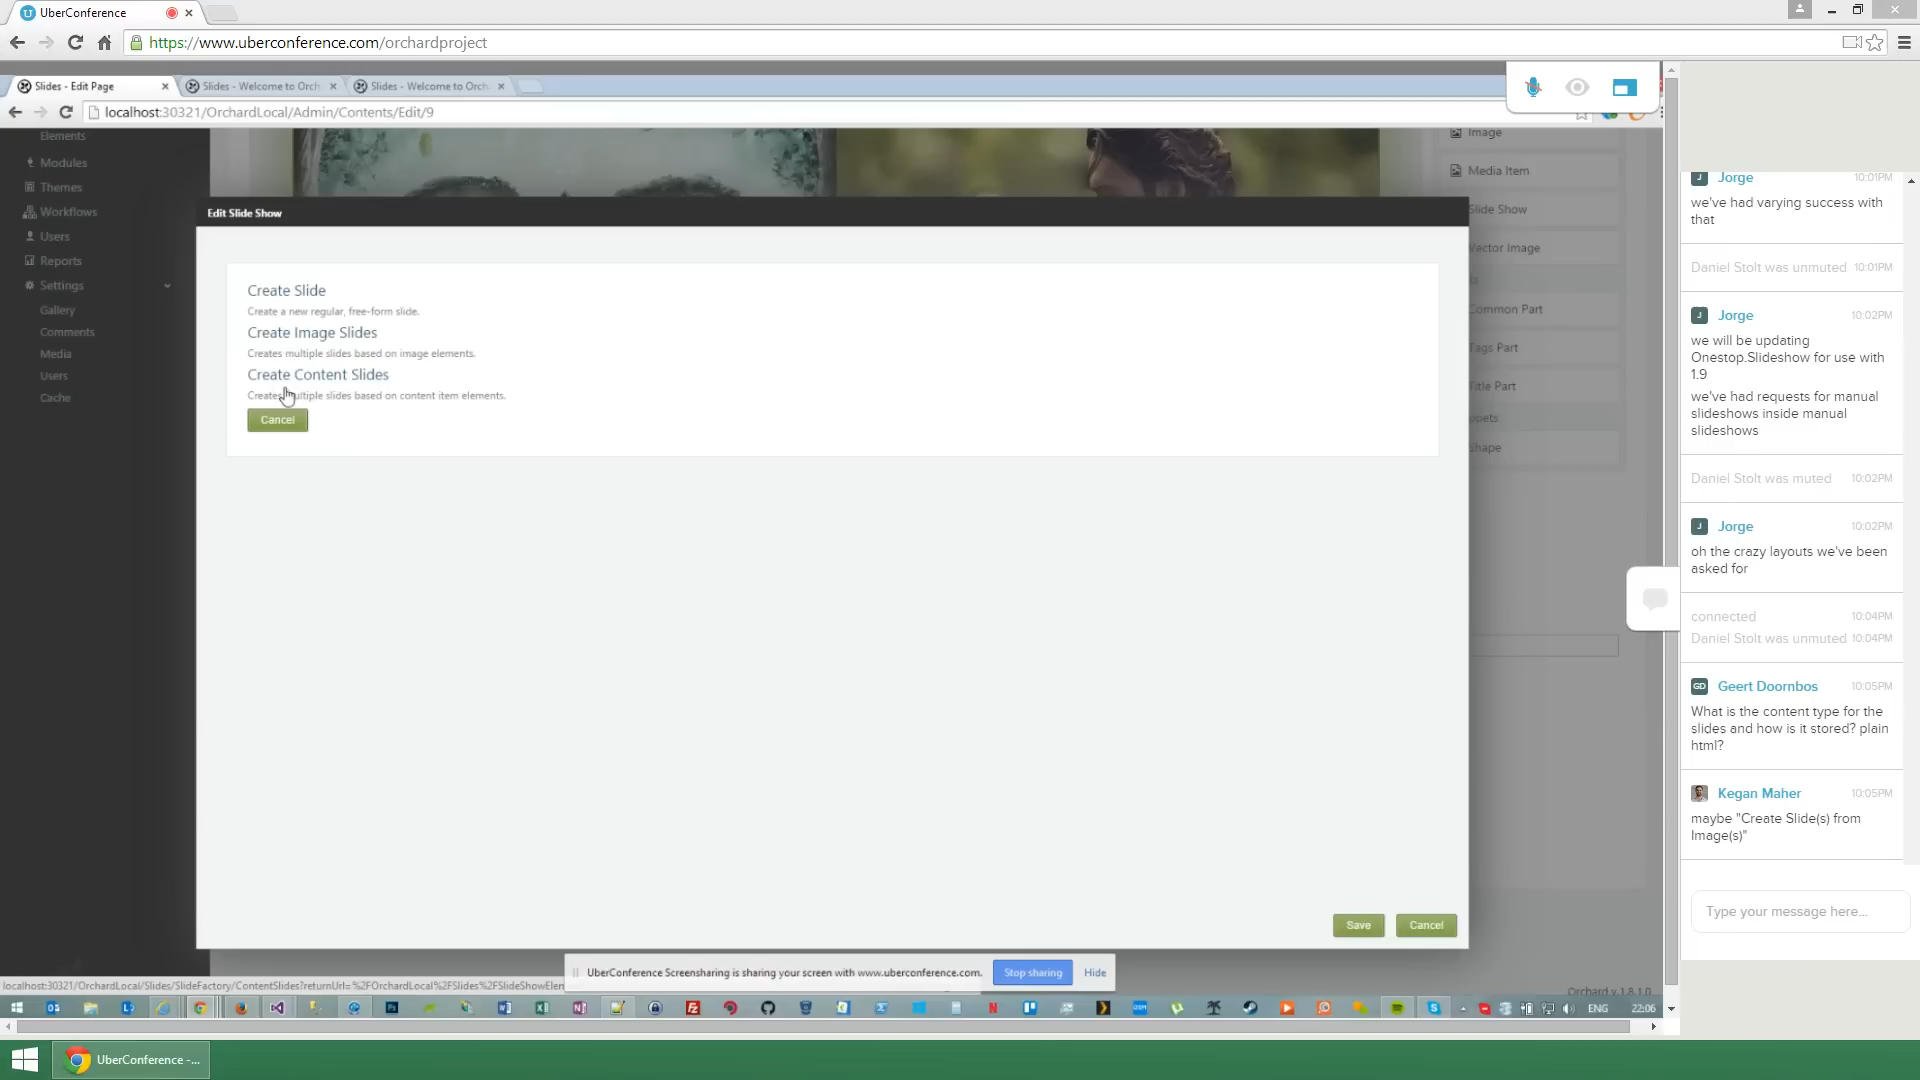 UberConference
https://www.uberconference.com/orchardproject
Slides - Edit Page
Slides - Welcome to Orch
Slides - Welcome to Orch
localhost:30321/OrchardLocal/Admin/Contents/Edit/9
Elements
Modules
Themes
Workflows
Users
Reports
Settings
Gallery
Comments
Media
Users
Cache
Edit Slide Show
Create Slide
Create a new regular, free-form slide.
Create Image Slides
Creates multiple slides based on image elements.
Create Content Slides
Creates multiple slides based on content item elements.
Cancel
Save
Cancel
Image
Media Item
Slide Show
Vector Image
Common Part
Tags Part
Title Part
ppets
Shape
UberConference Screensharing is sharing your screen with www.uberconference.com.
Stop sharing
Hide
localhost:30321/OrchardLocal/Slides/SlideFactory/ContentSlides?returnUrl=%2FOrchardLocal%2FSlides%2FSlideShowElem
Orchard v.1.8.1.0
ENG
22:06
Jorge 10:01PM
we've had varying success with
that
Daniel Stolt was unmuted 10:01PM
Jorge 10:02PM
we will be updating
Onestop.Slideshow for use with
1.9
we've had requests for manual
slideshows inside manual
slideshows
Daniel Stolt was muted 10:02PM
Jorge 10:02PM
oh the crazy layouts we've been
asked for
connected 10:04PM
Daniel Stolt was unmuted 10:04PM
GD Geert Doornbos 10:05PM
What is the content type for the
slides and how is it stored? plain
html?
Kegan Maher 10:05PM
maybe "Create Slide(s) from
Image(s)"
Type your message here...
UberConference -...